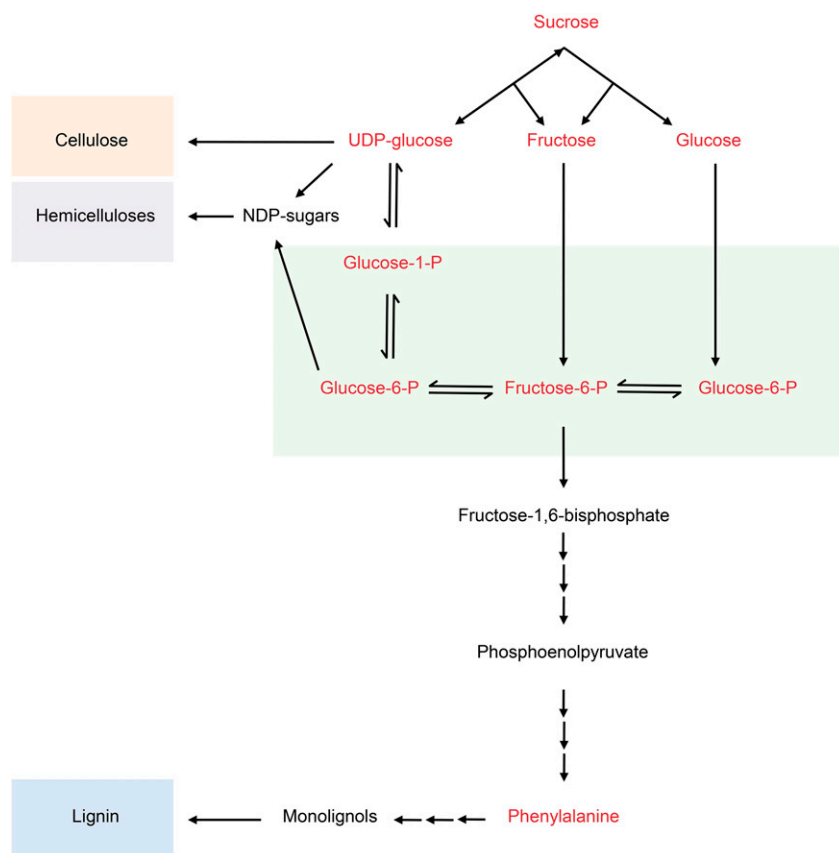 Sucrose
Cellulose
UDP-glucose
Fructose
Glucose
Hemicelluloses
NDP-sugars
Glucose-1-P
Glucose-6-P
Fructose-6-P
Glucose-6-P
Fructose-1,6-bisphosphate
Phosphoenolpyruvate
Lignin
Monolignols
Phenylalanine